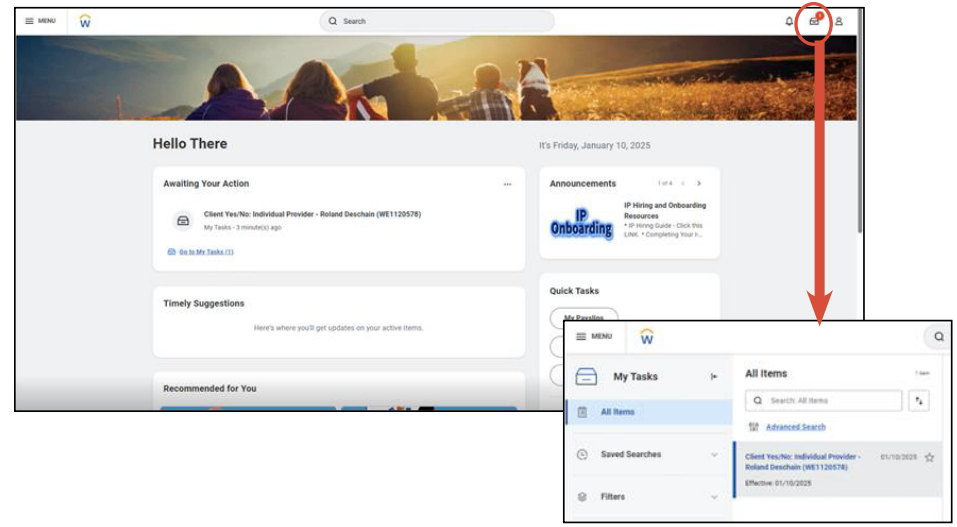 MENU
W
Search
1
Hello There
It's Friday, January 10, 2025
Awaiting Your Action
Client Yes/No: Individual Provider - Roland Deschain (WE1120578)
My Tasks - 3 minute(s) ago
Go to My Tasks (1)
Announcements
1 of 4
IP
Onboarding
IP Hiring and Onboarding
Resources
* IP Hiring Guide - Click this
LINK. * Completing Your I-...
Timely Suggestions
Here's where you'll get updates on your active items.
Quick Tasks
My Payslips
Recommended for You
MENU
W
My Tasks
All Items
Saved Searches
Filters
All Items
1 item
Search: All Items
Advanced Search
Client Yes/No: Individual Provider -
Roland Deschain (WE1120578)
01/10/2025
Effective: 01/10/2025